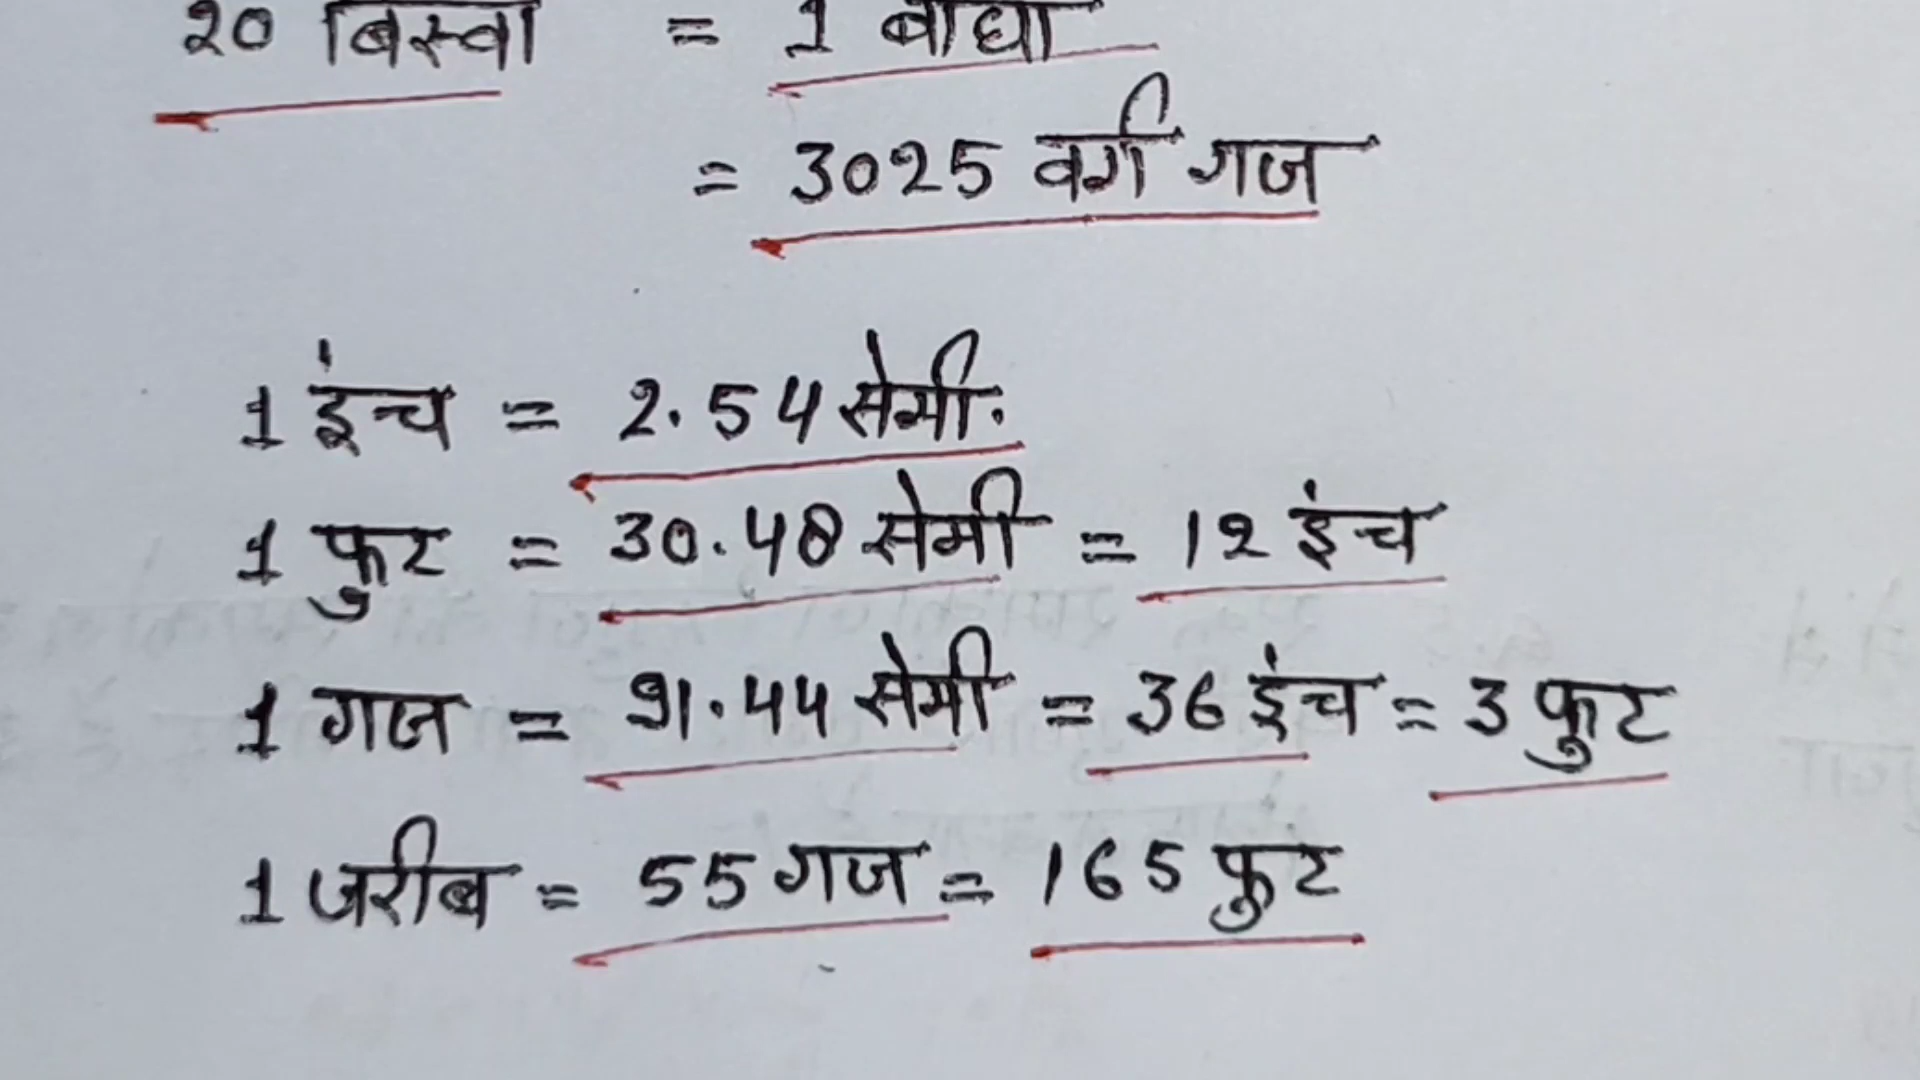 20 बिस्वा = 1 बीघा
= 3025 वर्ग गज
1 इंच = 2.54 सेमी.
1 फुट = 30.48 सेमी = 12 इंच
1 गज = 91.44 सेमी = 36 इंच = 3 फुट
1 जरीब = 55 गज = 165 फुट